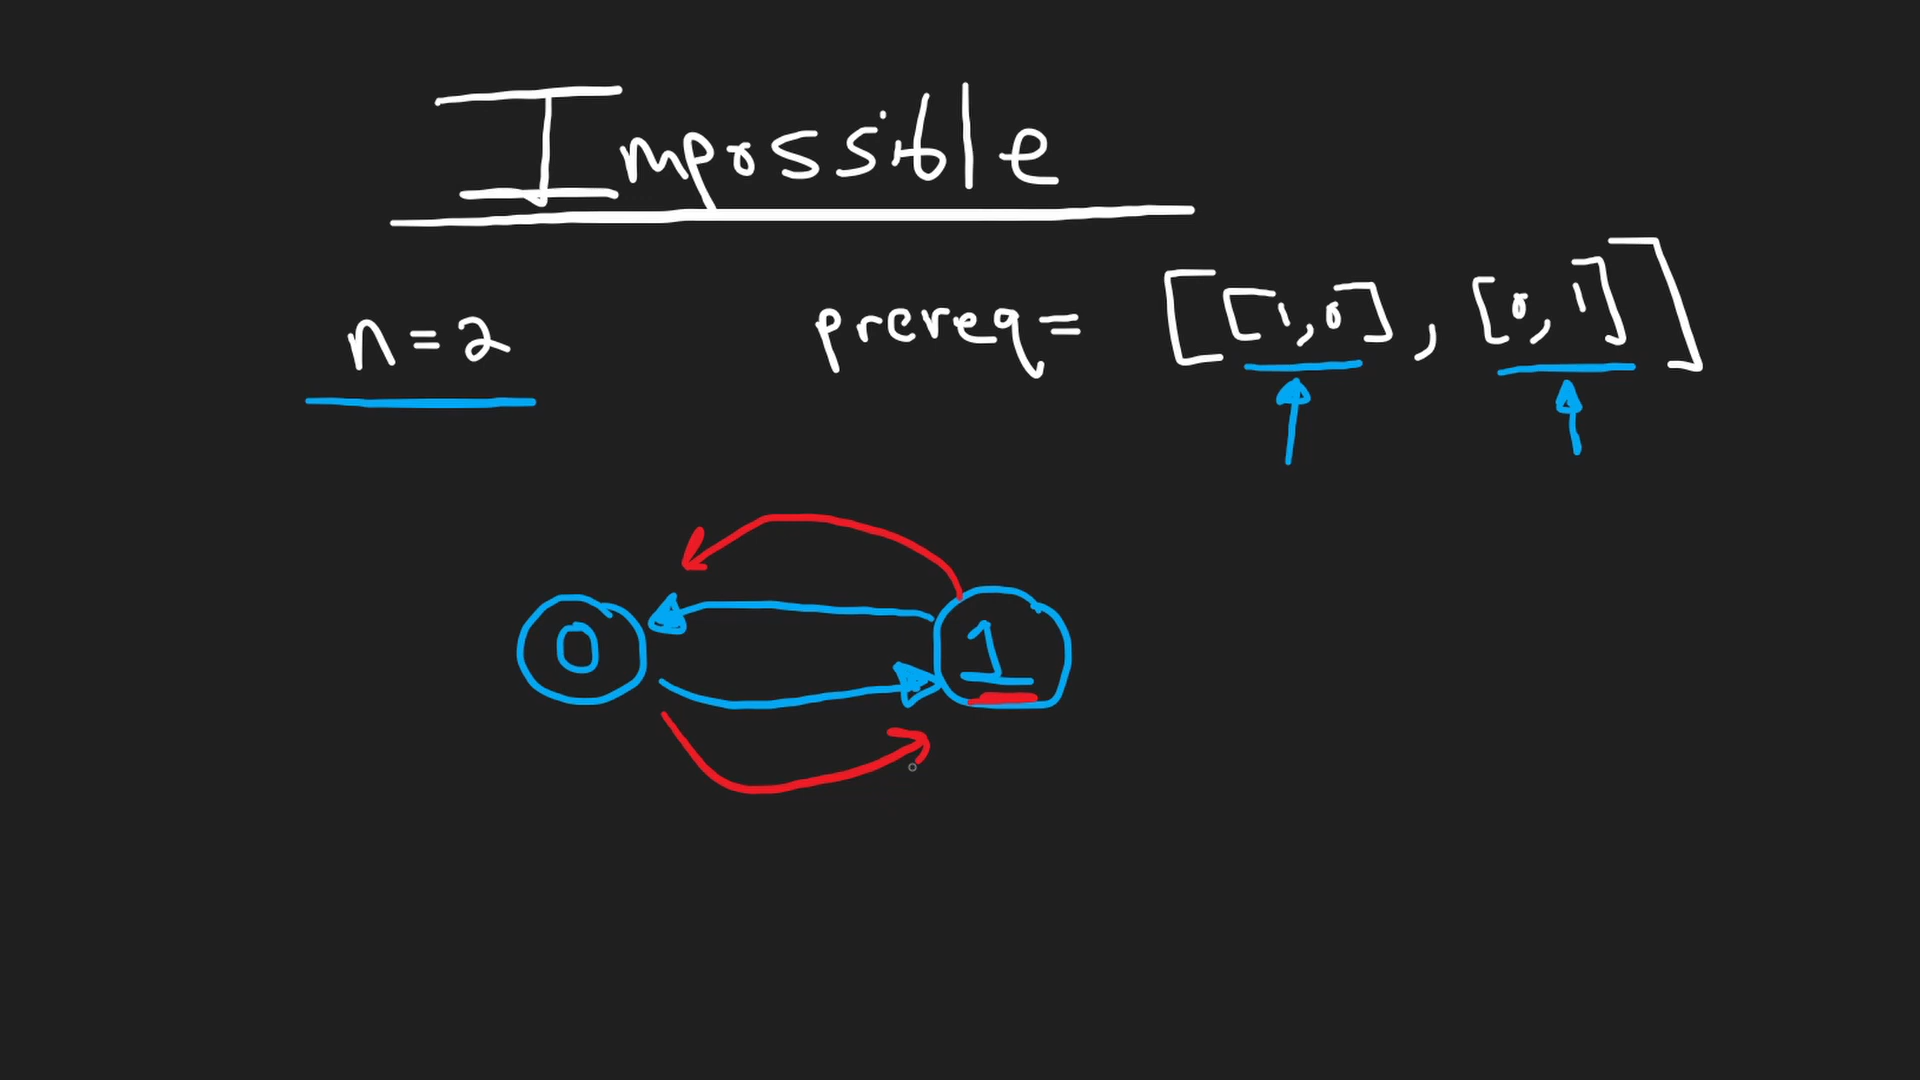 Impossible
n=2
prereq= [[1,0], [0,1]]
0
1